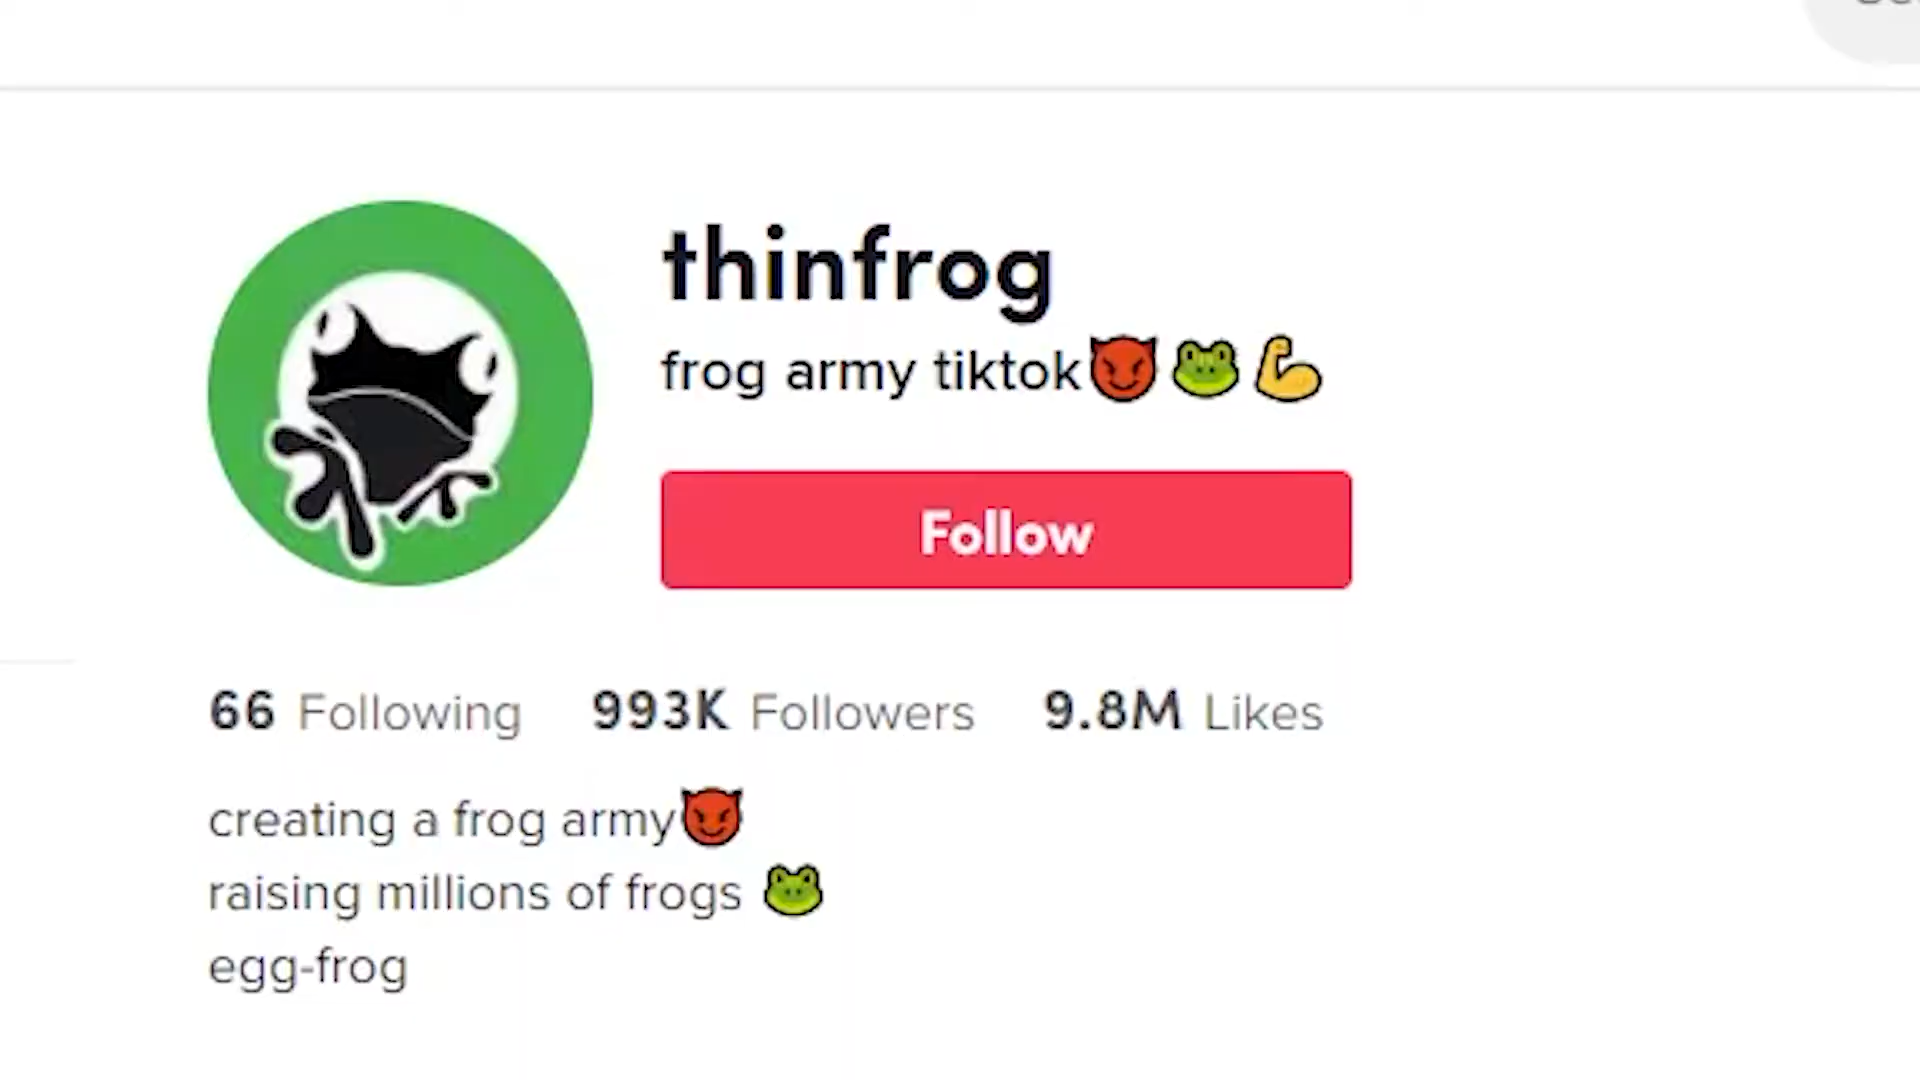 thinfrog
frog army tiktok😈🐸💪
Follow
66 Following 993K Followers 9.8M Likes
creating a frog army😈
raising millions of frogs 🐸
egg-frog